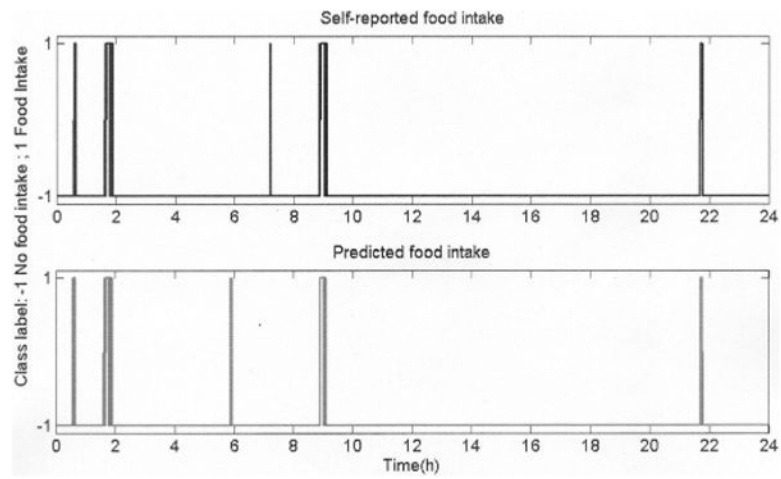 Self-reported food intake
1
-1
0 2 4 6 8 10 12 14 16 18 20 22 24
Class label: -1 No food intake ; 1 Food Intake
Predicted food intake
1
-1
0 2 4 6 8 10 12 14 16 18 20 22 24
Time(h)